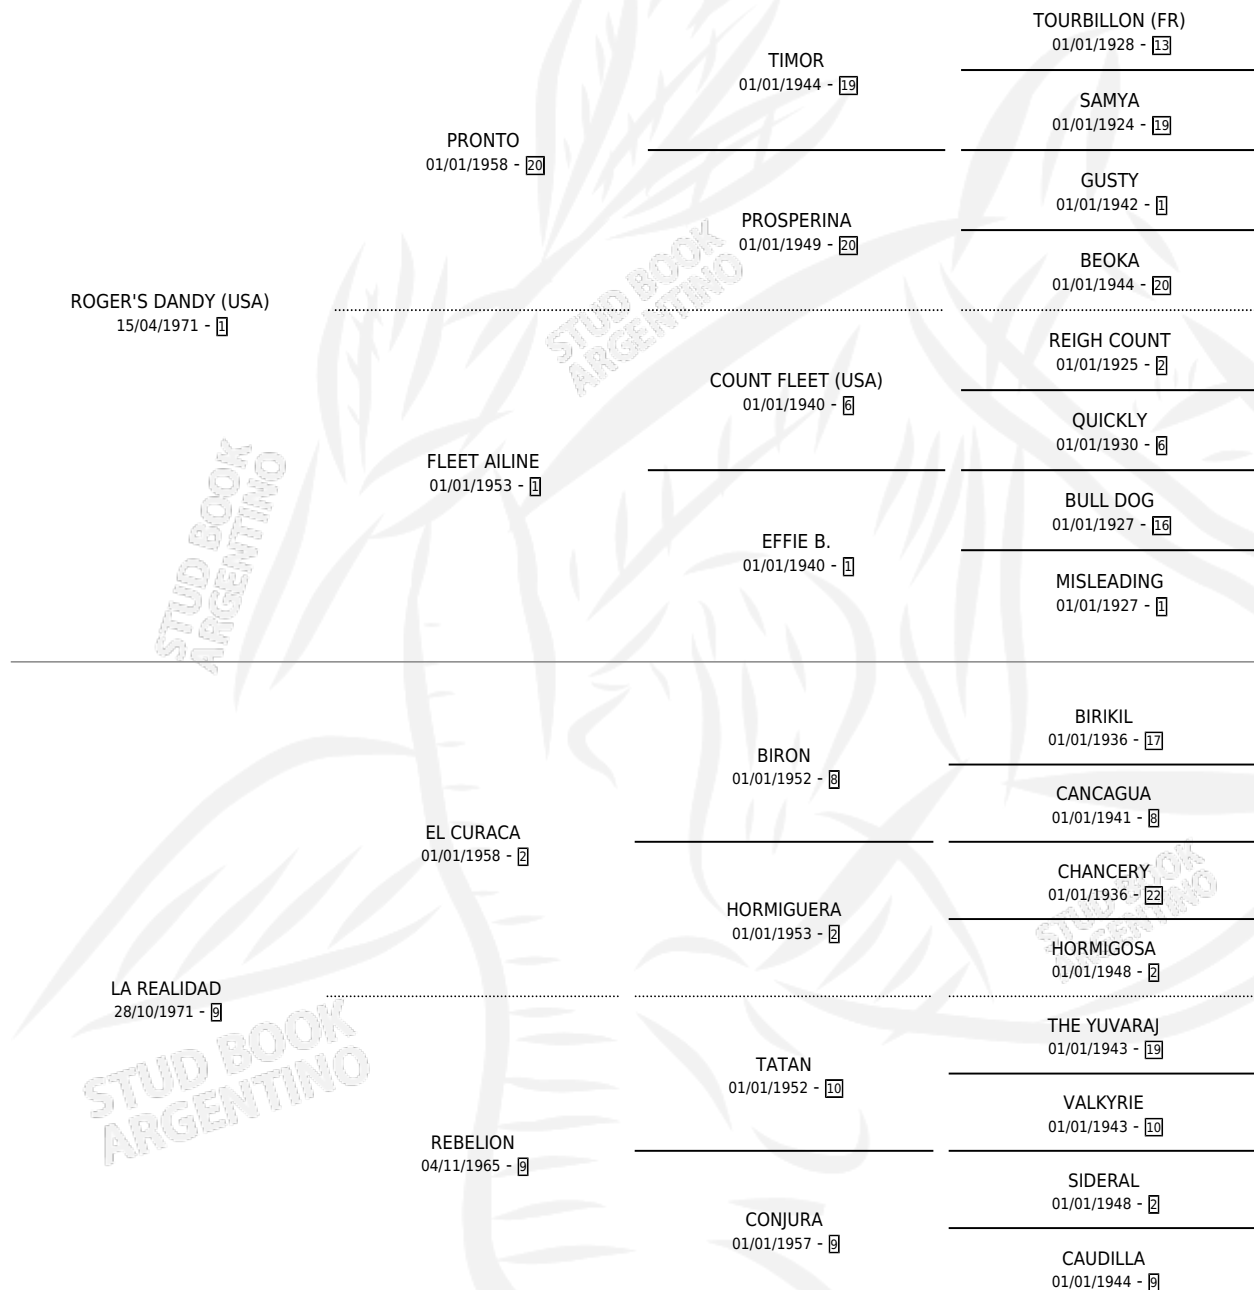 TOURBILLON (FR)
01/01/1928 - 13
TIMOR
01/01/1944 - 19
SAMYA
01/01/1924 - 19
PRONTO
01/01/1958 - 20
GUSTY
01/01/1942 - 1
PROSPERINA
01/01/1949 - 20
BEOKA
01/01/1944 - 20
ROGER'S DANDY (USA)
15/04/1971 - 1
REIGH COUNT
01/01/1925 - 2
COUNT FLEET (USA)
01/01/1940 - 6
QUICKLY
01/01/1930 - 6
FLEET AILINE
01/01/1953 - 1
BULL DOG
01/01/1927 - 16
EFFIE B.
01/01/1940 - 1
MISLEADING
01/01/1927 - 1
BIRIKIL
01/01/1936 - 17
BIRON
01/01/1952 - 8
CANCAGUA
01/01/1941 - 8
EL CURACA
01/01/1958 - 2
CHANCERY
01/01/1936 - 22
HORMIGUERA
01/01/1953 - 2
HORMIGOSA
01/01/1948 - 2
LA REALIDAD
28/10/1971 - 9
THE YUVARAJ
01/01/1943 - 19
TATAN
01/01/1952 - 10
VALKYRIE
01/01/1943 - 10
REBELION
04/11/1965 - 9
SIDERAL
01/01/1948 - 2
CONJURA
01/01/1957 - 9
CAUDILLA
01/01/1944 - 9
STUD BOOK
ARGENTINO
STUD BOOK
ARGENTINO
STUD BOOK
ARGENTINO
STUD BOOK
ARGENTINO